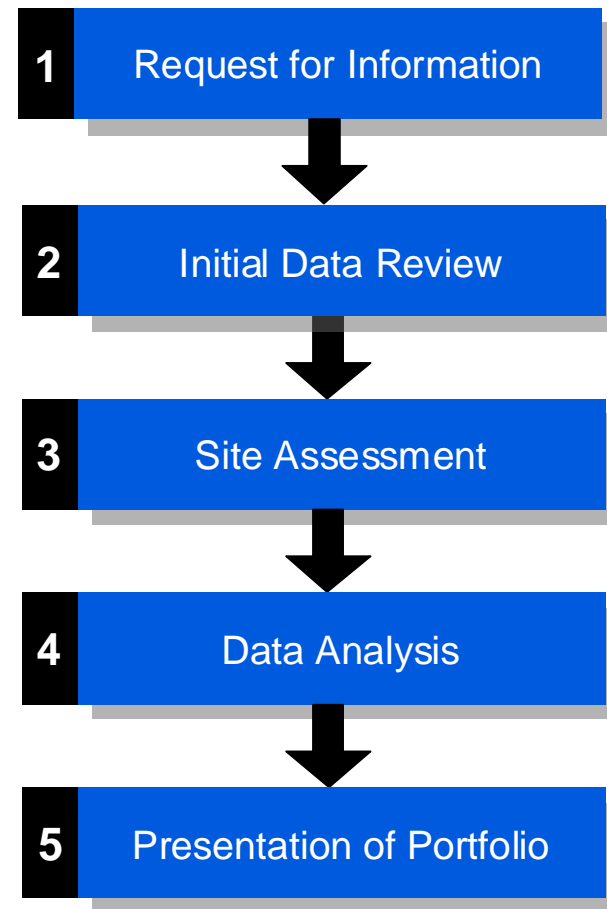 1 Request for Information
2 Initial Data Review
3 Site Assessment
4 Data Analysis
5 Presentation of Portfolio